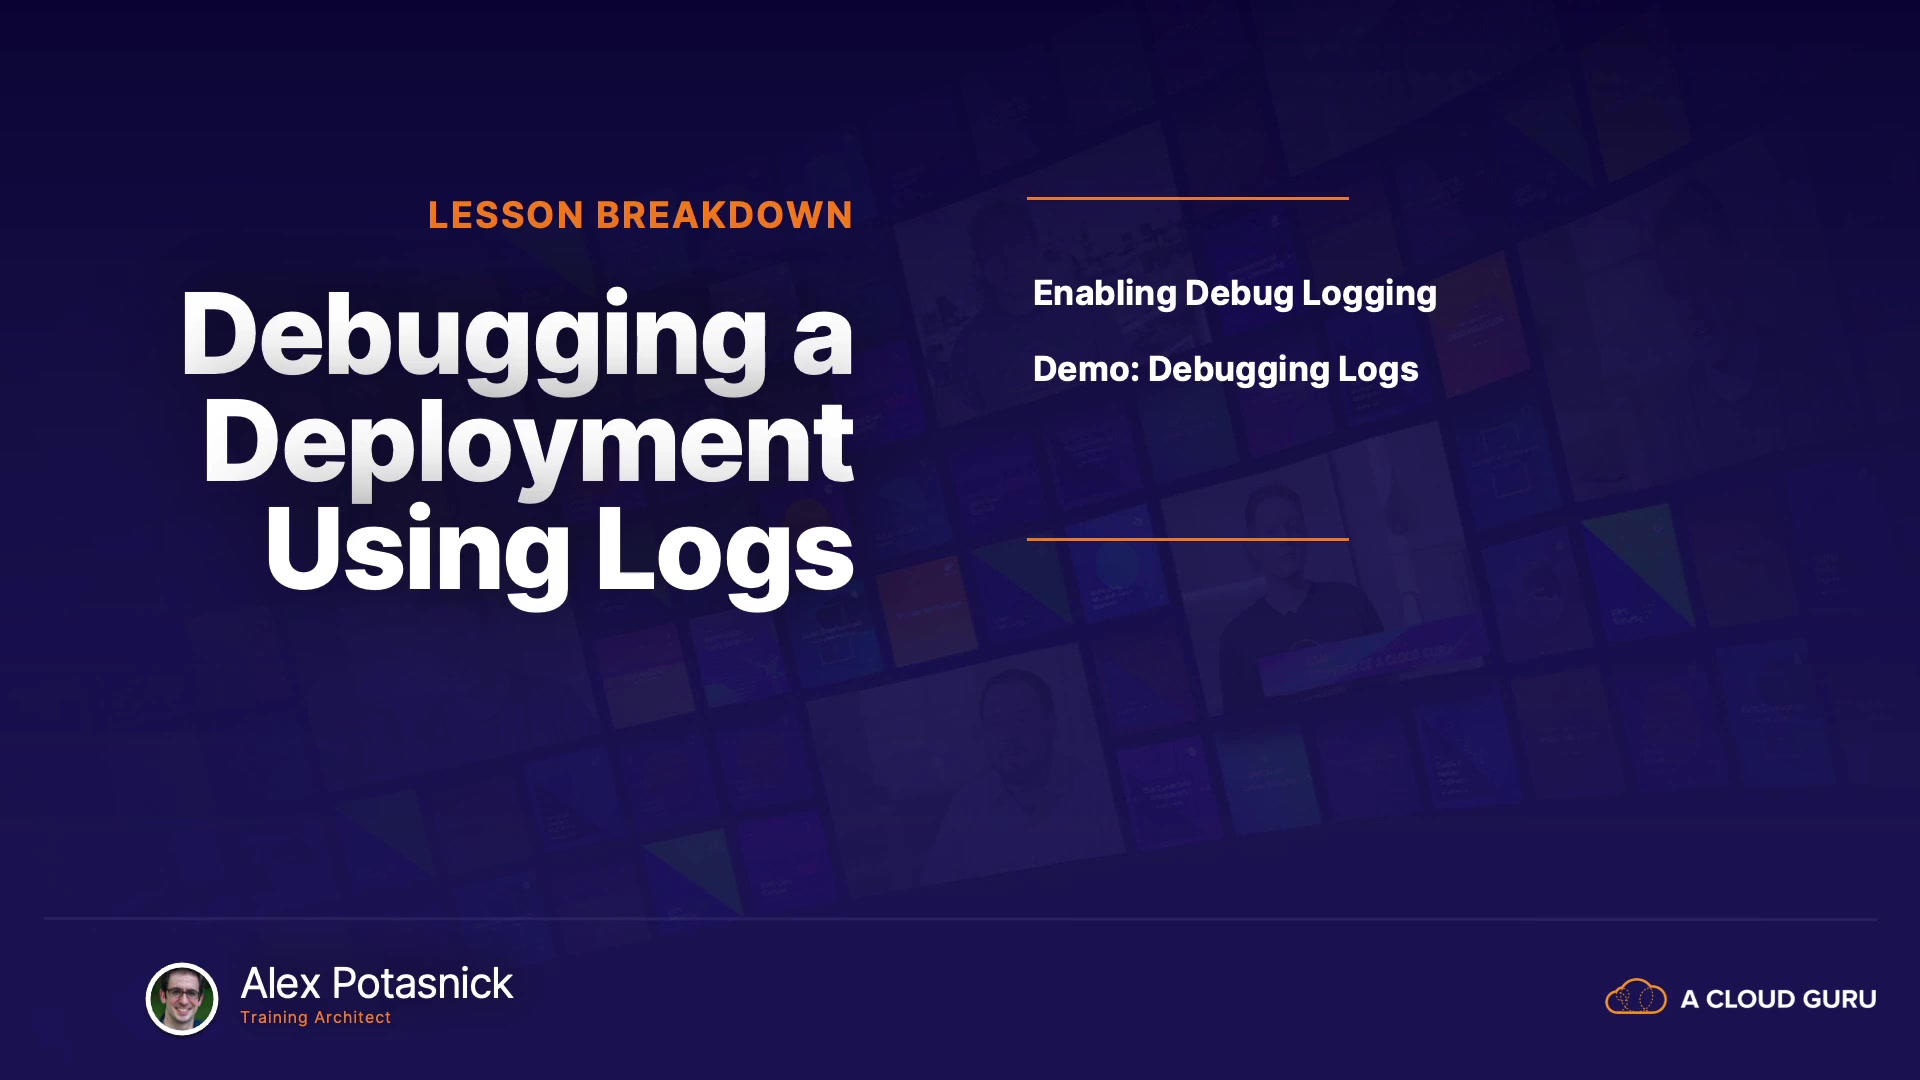 LESSON BREAKDOWN
Debugging a
Deployment
Using Logs
Enabling Debug Logging
Demo: Debugging Logs
Alex Potasnick
Training Architect
A CLOUD GURU